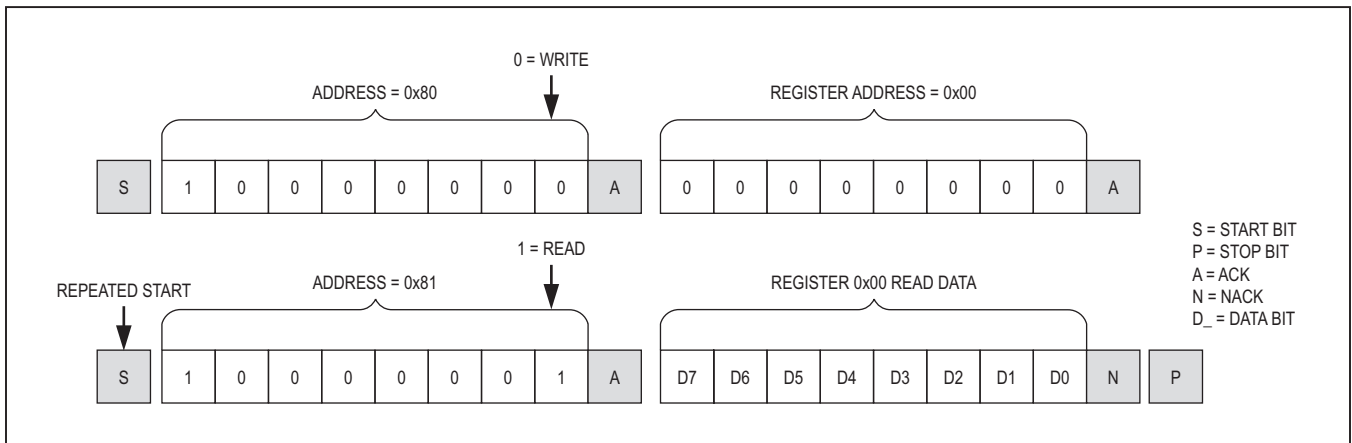 0 = WRITE
ADDRESS = 0x80 REGISTER ADDRESS = 0x00
S 1 0 0 0 0 0 0 0 A 0 0 0 0 0 0 0 0 A
1 = READ
REPEATED START ADDRESS = 0x81 REGISTER 0x00 READ DATA
S 1 0 0 0 0 0 0 1 A D7 D6 D5 D4 D3 D2 D1 D0 N P
S = START BIT
P = STOP BIT
A = ACK
N = NACK
D_ = DATA BIT